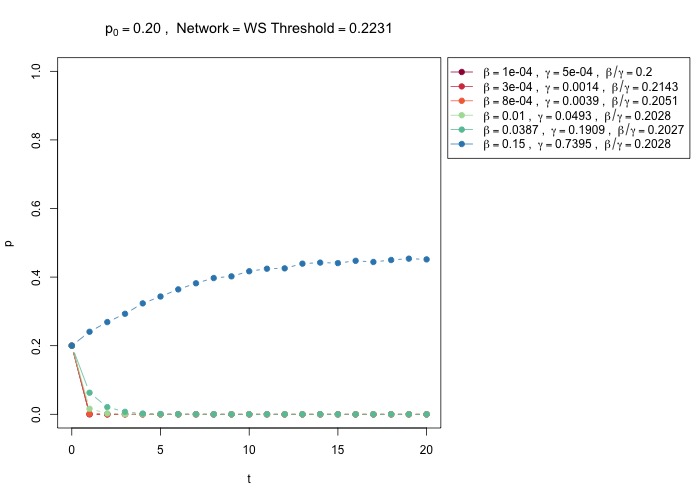 p₀ = 0.20 , Network = WS Threshold = 0.2231
β = 1e-04 , γ = 5e-04 , β/γ = 0.2
β = 3e-04 , γ = 0.0014 , β/γ = 0.2143
β = 8e-04 , γ = 0.0039 , β/γ = 0.2051
β = 0.01 , γ = 0.0493 , β/γ = 0.2028
β = 0.0387 , γ = 0.1909 , β/γ = 0.2027
β = 0.15 , γ = 0.7395 , β/γ = 0.2028
1.0
0.8
0.6
0.4
0.2
0.0
p
0 5 10 15 20
t